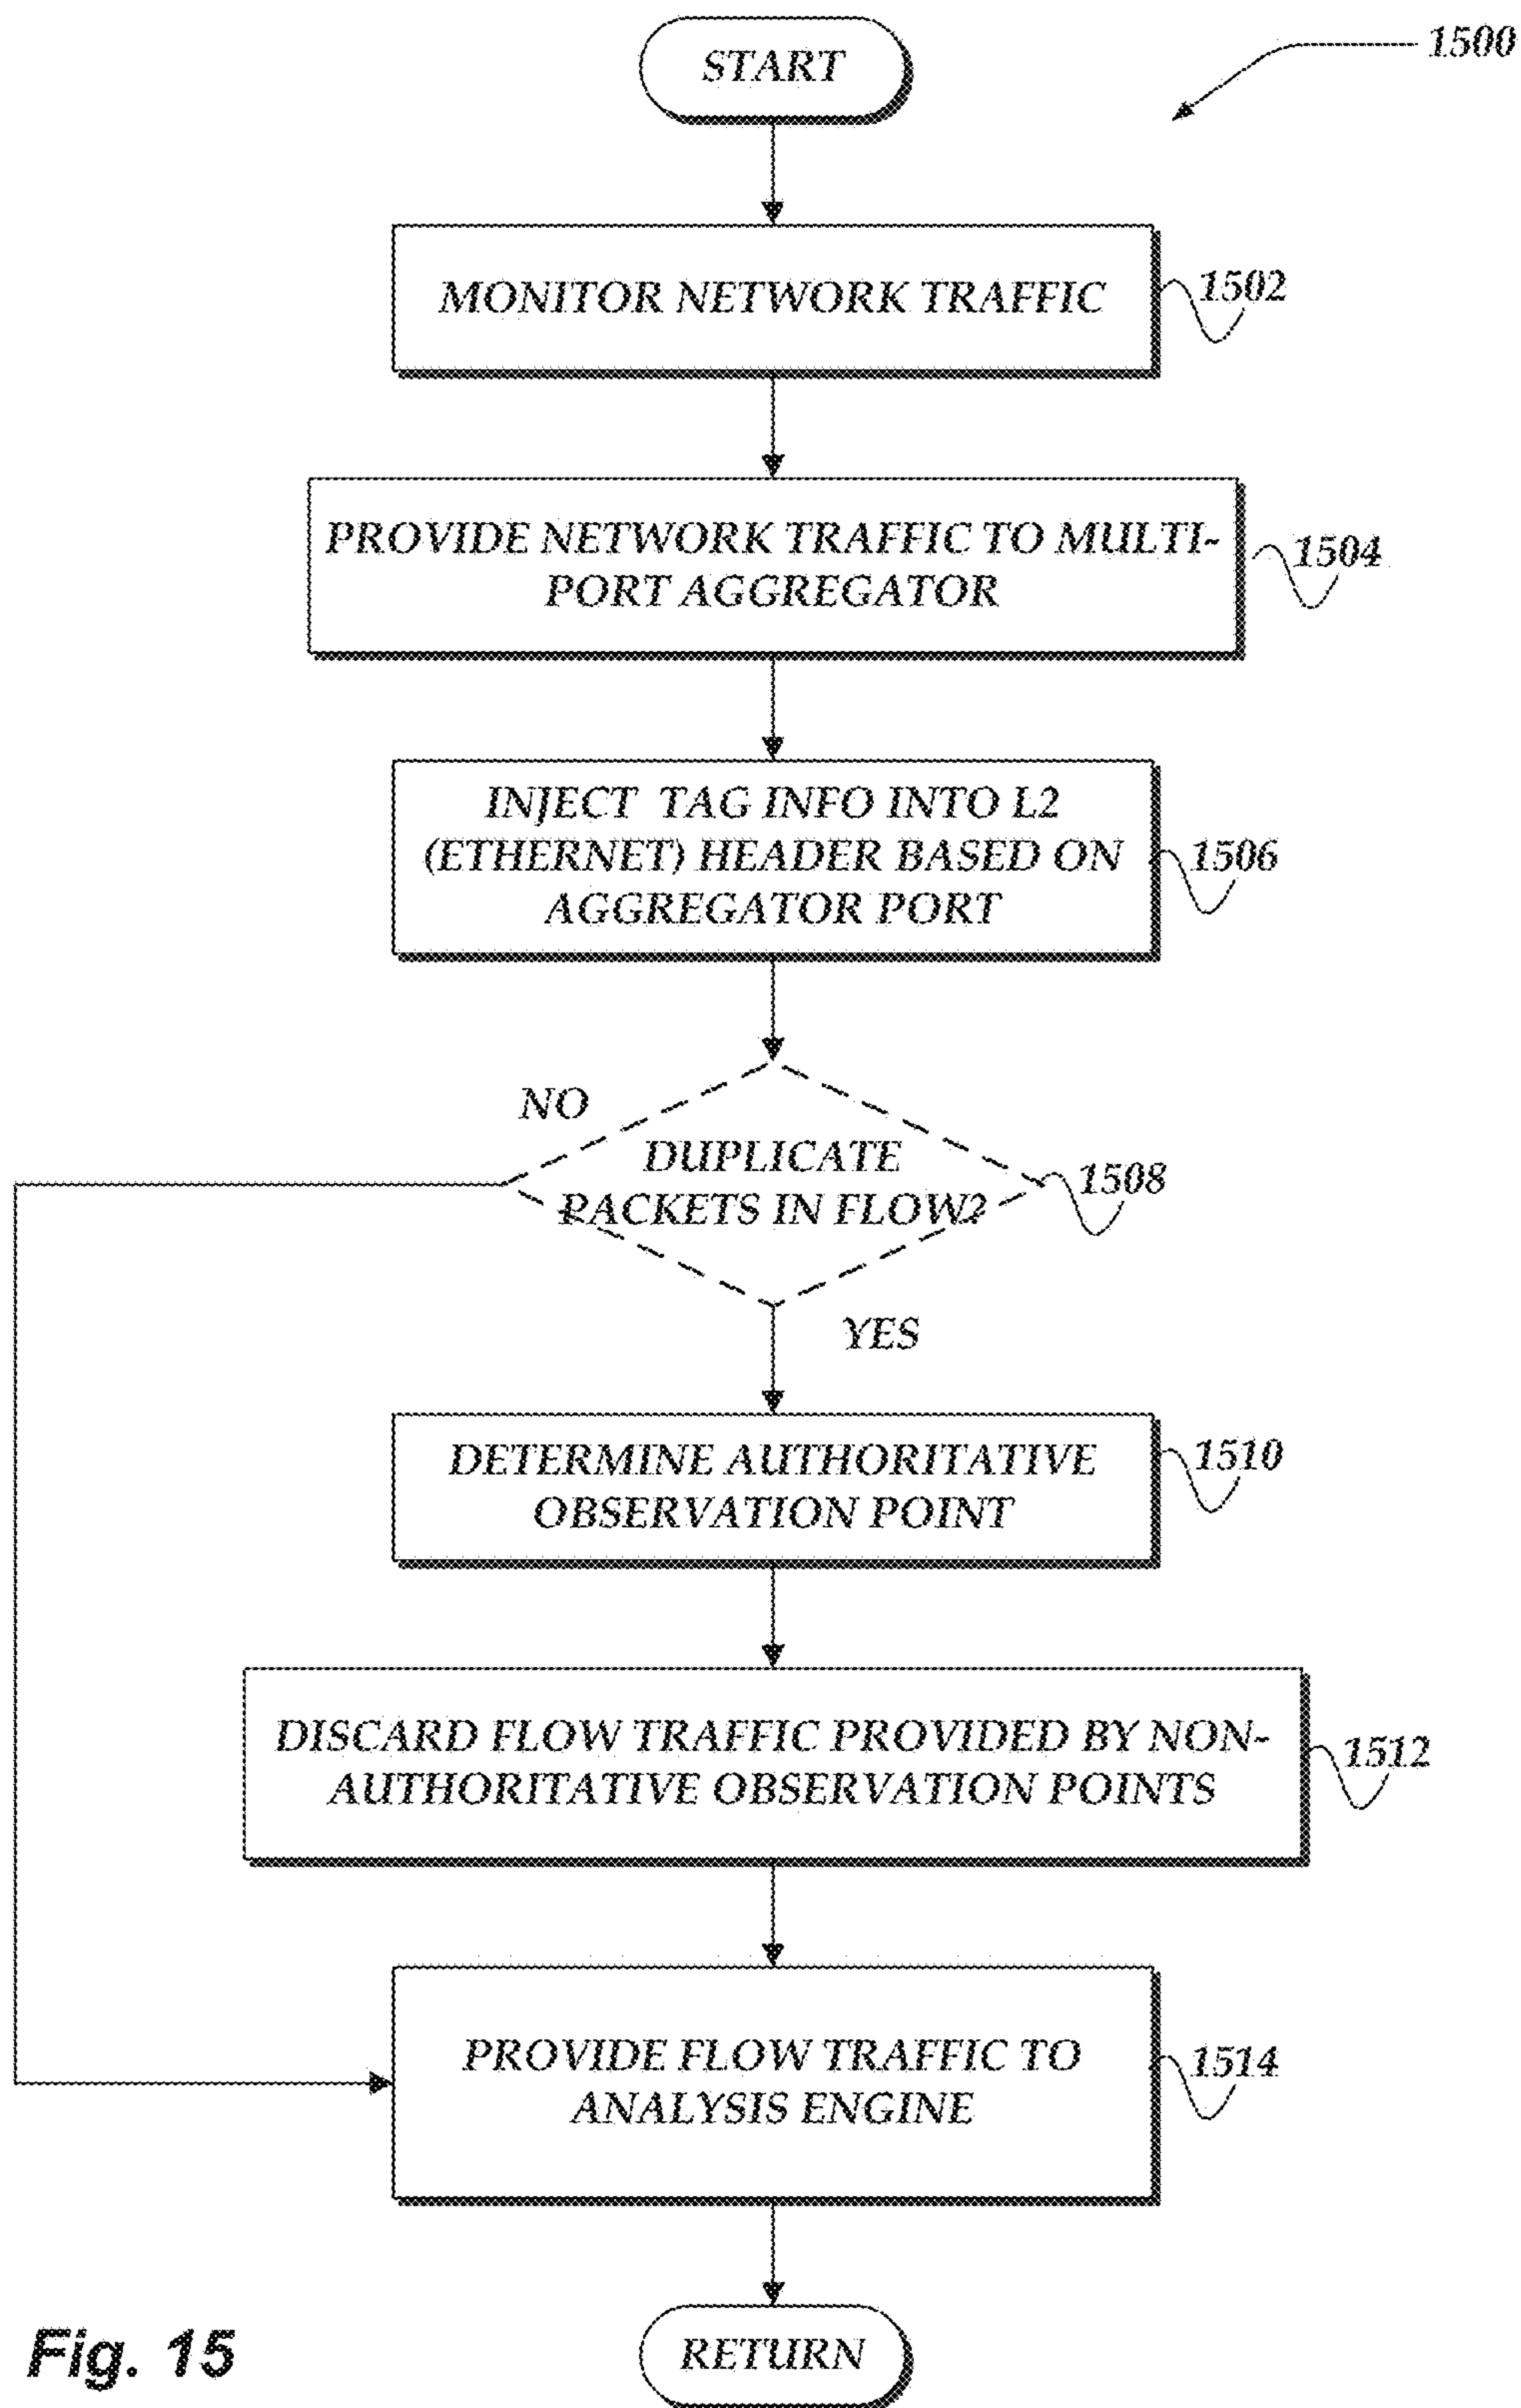 START
1500
MONITOR NETWORK TRAFFIC
1502
PROVIDE NETWORK TRAFFIC TO MULTI-
PORT AGGREGATOR
1504
INJECT TAG INFO INTO L2
(ETHERNET) HEADER BASED ON
AGGREGATOR PORT
1506
NO
DUPLICATE
PACKETS IN FLOW?
1508
YES
DETERMINE AUTHORITATIVE
OBSERVATION POINT
1510
DISCARD FLOW TRAFFIC PROVIDED BY NON-
AUTHORITATIVE OBSERVATION POINTS
1512
PROVIDE FLOW TRAFFIC TO
ANALYSIS ENGINE
1514
RETURN
Fig. 15